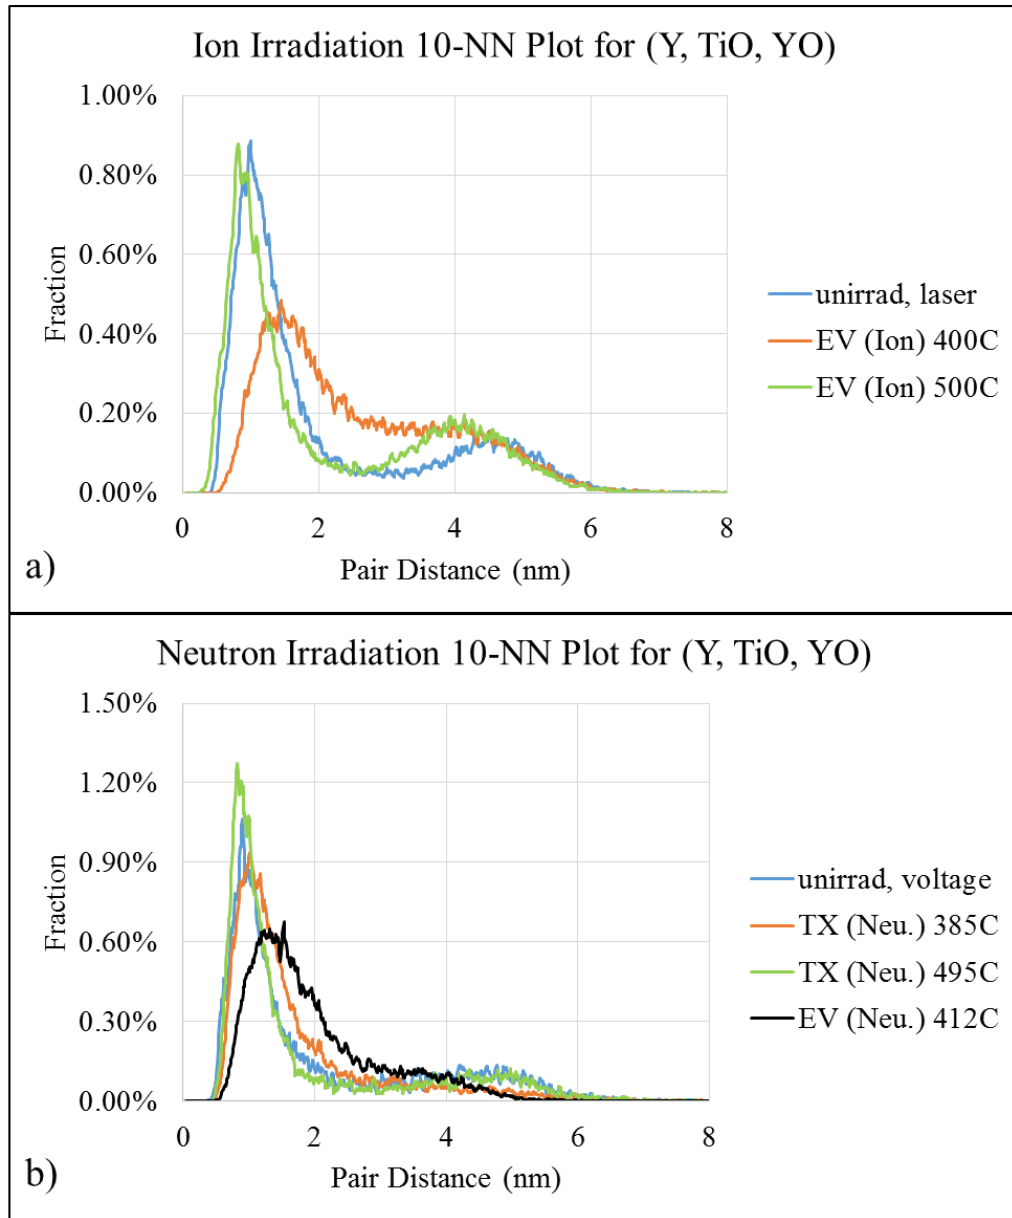 Ion Irradiation 10-NN Plot for (Y, TiO, YO)
1.00%
0.80%
0.60%
0.40%
0.20%
0.00%
Fraction
0 2 4 6 8
Pair Distance (nm)
unirrad, laser
EV (Ion) 400C
EV (Ion) 500C
a)
Neutron Irradiation 10-NN Plot for (Y, TiO, YO)
1.50%
1.20%
0.90%
0.60%
0.30%
0.00%
Fraction
0 2 4 6 8
Pair Distance (nm)
unirrad, voltage
TX (Neu.) 385C
TX (Neu.) 495C
EV (Neu.) 412C
b)